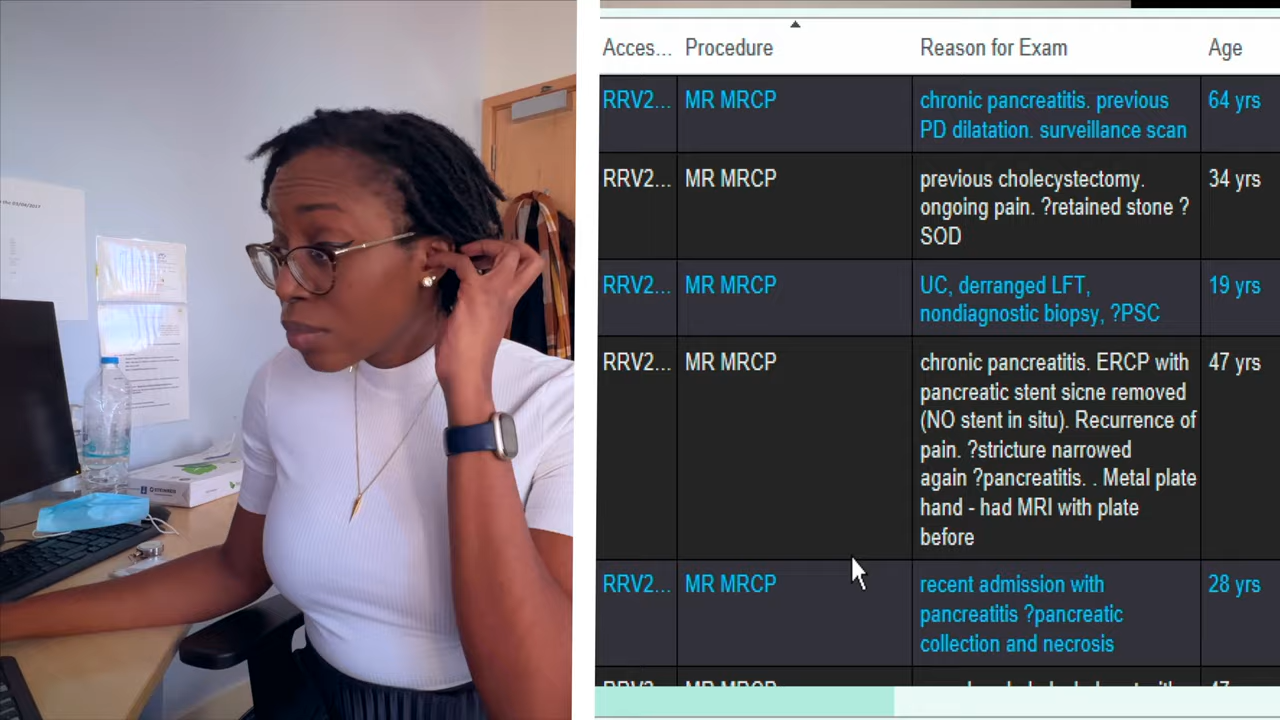 Acces... Procedure Reason for Exam Age
RRV2... MR MRCP chronic pancreatitis. previous 64 yrs
PD dilatation. surveillance scan
RRV2... MR MRCP previous cholecystectomy. 34 yrs
ongoing pain. ?retained stone ?
SOD
RRV2... MR MRCP UC, derranged LFT, 19 yrs
nondiagnostic biopsy, ?PSC
RRV2... MR MRCP chronic pancreatitis. ERCP with 47 yrs
pancreatic stent sicne removed
(NO stent in situ). Recurrence of
pain. ?stricture narrowed
again ?pancreatitis. . Metal plate
hand - had MRI with plate
before
RRV2... MR MRCP recent admission with 28 yrs
pancreatitis ?pancreatic
collection and necrosis